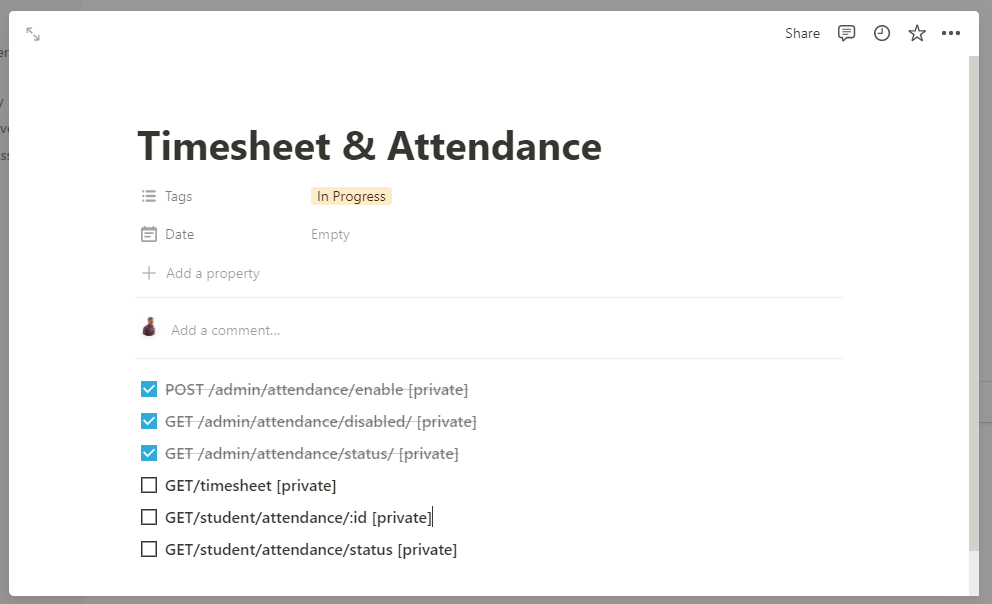 Share
Timesheet & Attendance
Tags
In Progress
Date
Empty
Add a property
Add a comment...
POST /admin/attendance/enable [private]
GET /admin/attendance/disabled/ [private]
GET /admin/attendance/status/ [private]
GET/timesheet [private]
GET/student/attendance/:id [private]
GET/student/attendance/status [private]